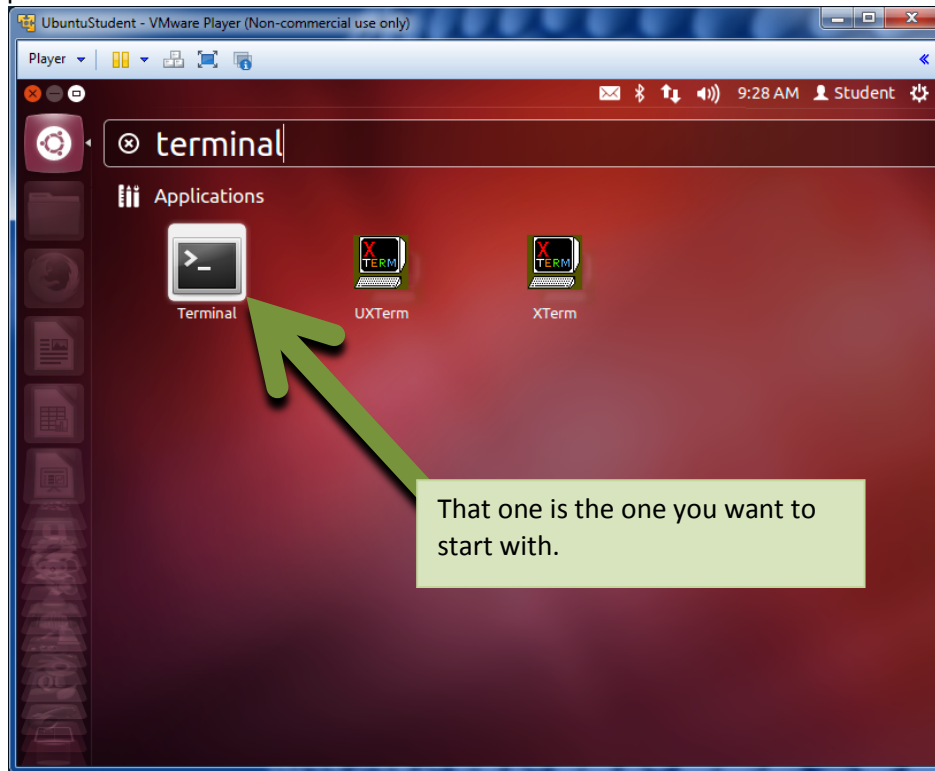 UbuntuStudent - VMware Player (Non-commercial use only)
Player
9:28 AM Student
terminal
Applications
>_
X TERM
X TERM
Terminal
UXTerm
XTerm
That one is the one you want to
start with.